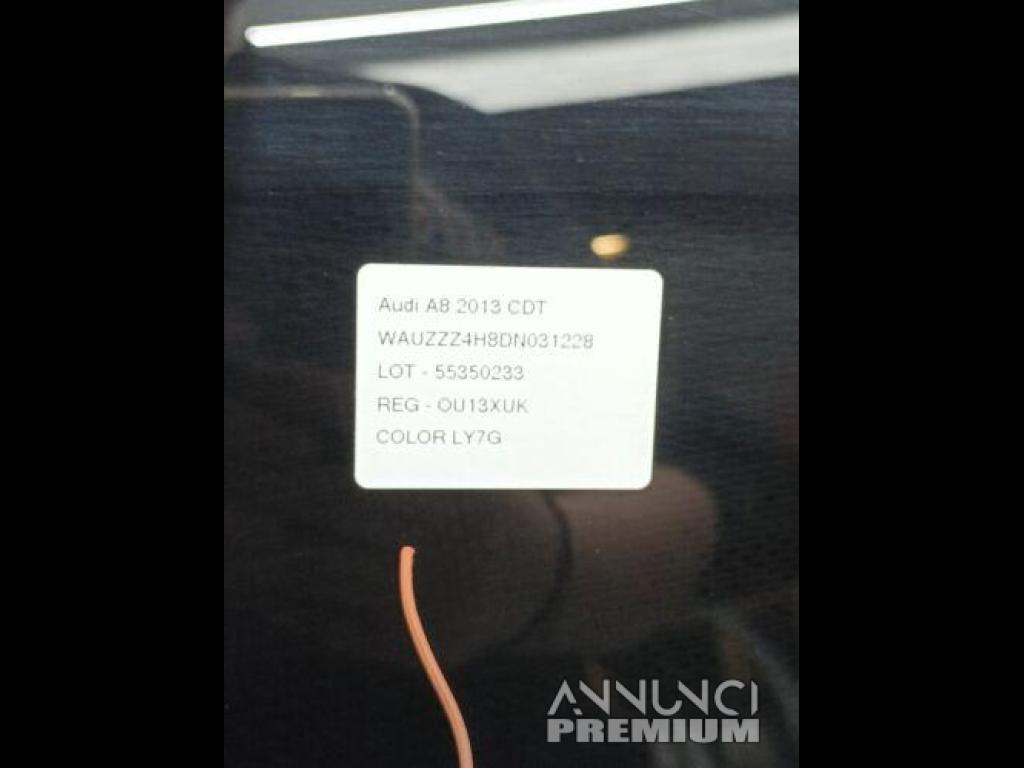 Audi A8 2013 CDT
WAUZZZ4H8DN031228
LOT - 55350233
REG - OU13XUK
COLOR LY7G
ANNUNCI
PREMIUM